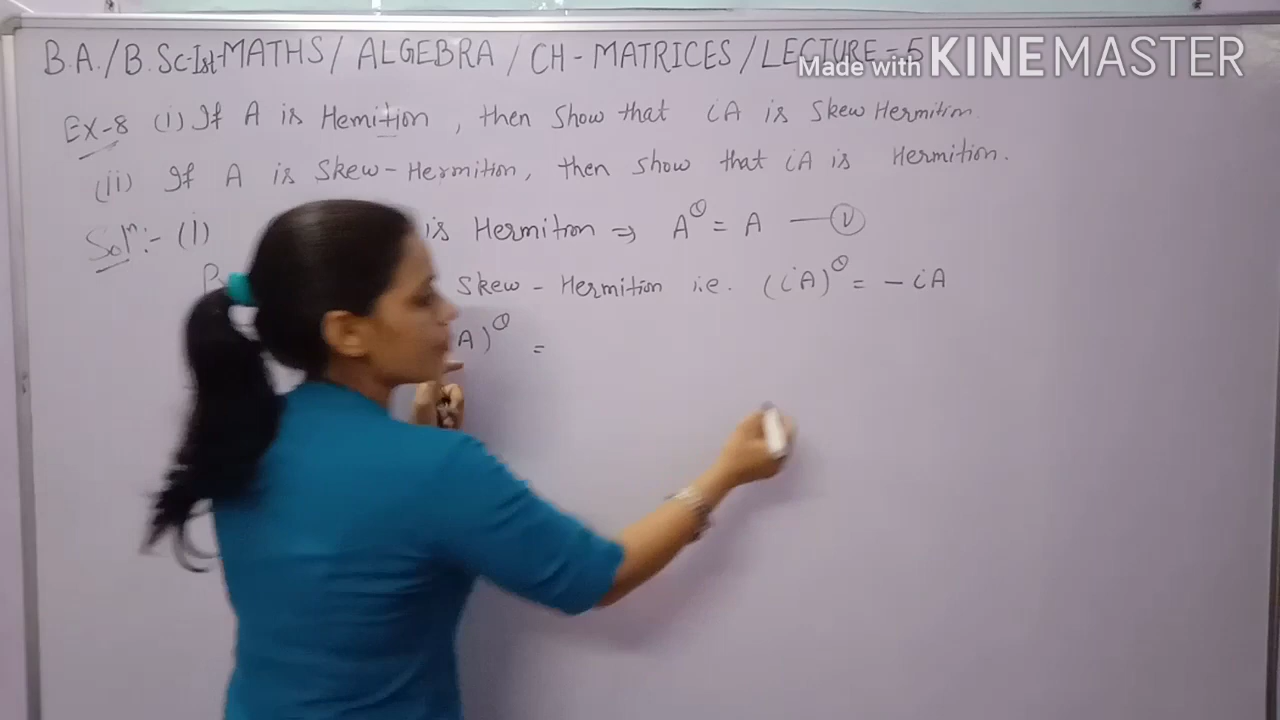 B.A./B.Sc-Ist-MATHS/ALGEBRA/CH-MATRICES/LECTURE-5
Made with KINEMASTER
Ex-8 (i) If A is Hemition, then show that iA is Skew Hermition.
(ii) If A is Skew-Hermition, then show that iA is Hermition.
Solⁿ:- (i) is Hermition ⇒ A^θ = A —①
Skew-Hermition i.e. (iA)^θ = -iA
A)^θ =